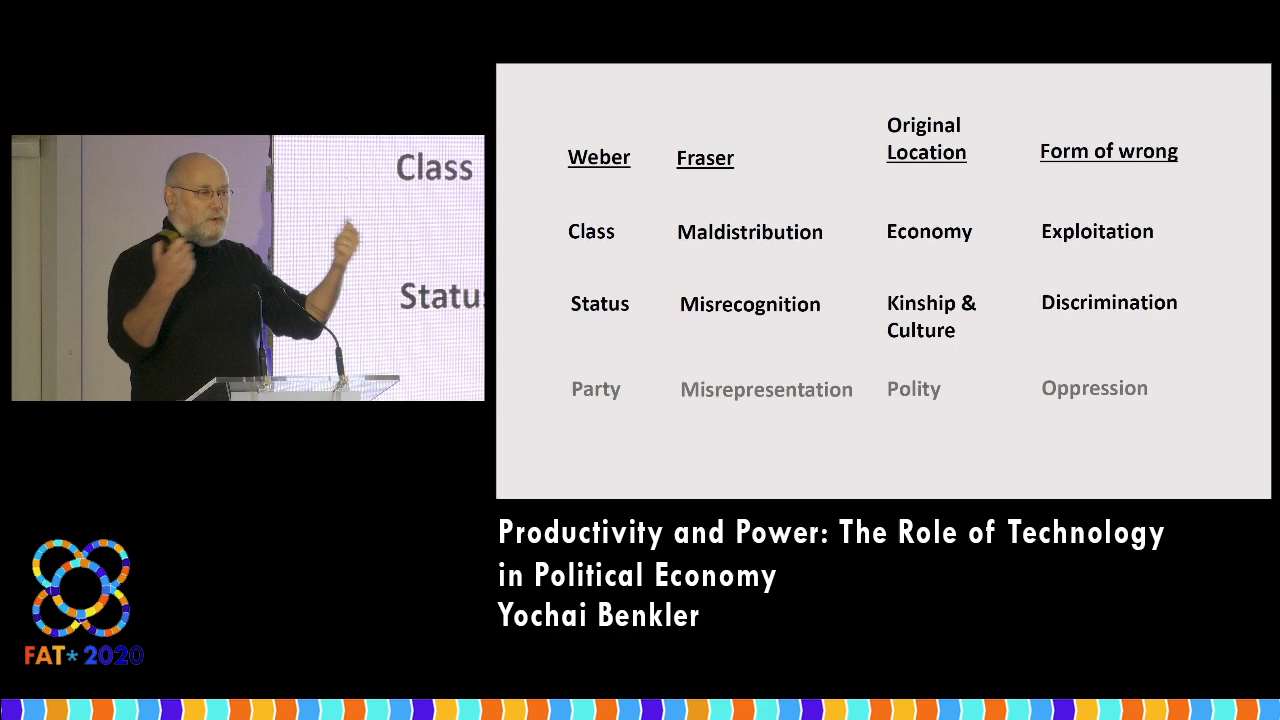 Class
Status
Weber Fraser Original Location Form of wrong
Class Maldistribution Economy Exploitation
Status Misrecognition Kinship & Culture Discrimination
Party Misrepresentation Polity Oppression
Productivity and Power: The Role of Technology
in Political Economy
Yochai Benkler
FAT* 2020